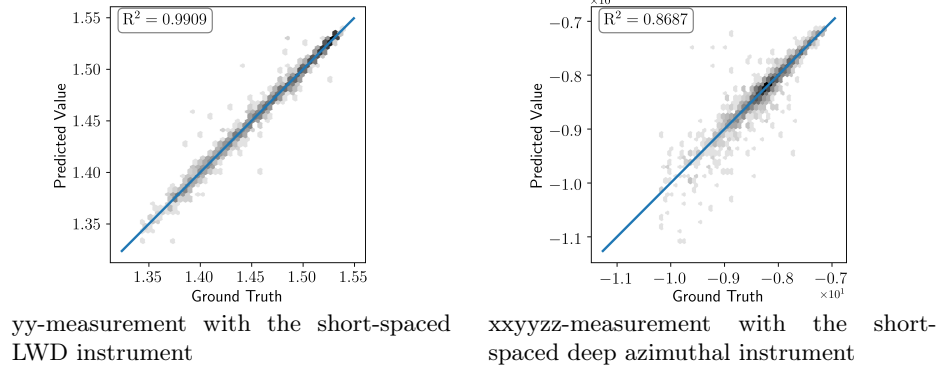 R² = 0.9909
1.55
1.50
1.45
1.40
1.35
Predicted Value
1.35 1.40 1.45 1.50 1.55
Ground Truth
yy-measurement with the short-spaced
LWD instrument
R² = 0.8687
−0.7
−0.8
−0.9
−1.0
−1.1
Predicted Value
−1.1 −1.0 −0.9 −0.8 −0.7
×10¹
Ground Truth
xxyyzz-measurement with the short-
spaced deep azimuthal instrument